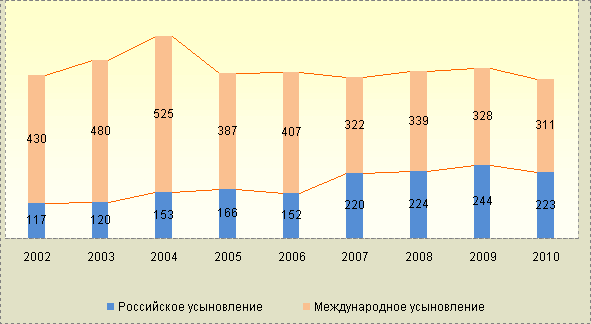 430 480 525 387 407 322 339 328 311
117 120 153 166 152 220 224 244 223
2002 2003 2004 2005 2006 2007 2008 2009 2010
Российское усыновление Международное усыновление